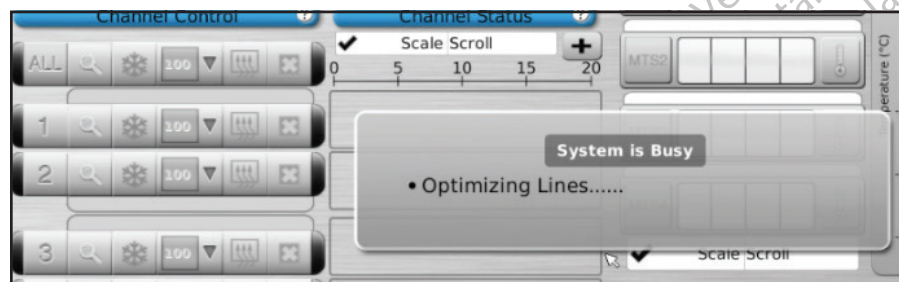 Channel Control ?
Channel Status ?
ALL 100
Scale Scroll +
0 5 10 15 20
MTS2
1 100
2 100
3 100
System is Busy
• Optimizing Lines......
Scale Scroll
(°C)